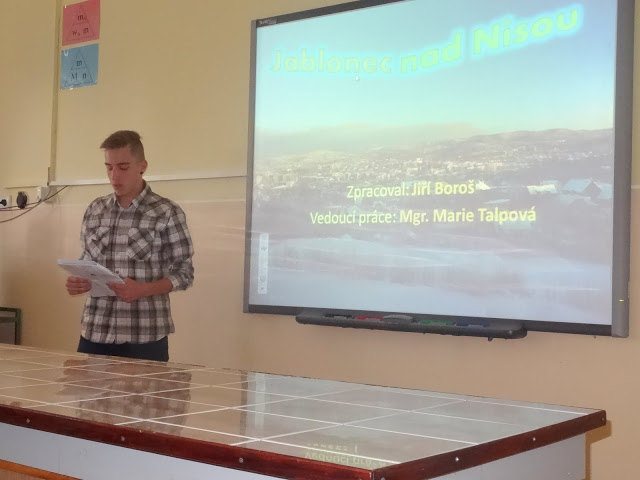 Jablonec nad Nisou
Zpracoval: Jiří Boroš
Vedoucí práce: Mgr. Marie Talpová
m
m
M n